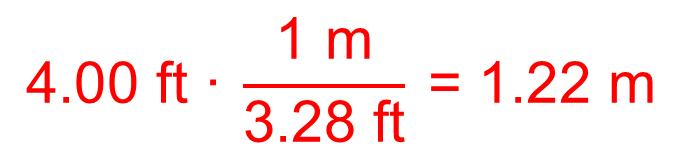 4.00 ft · 1 m / 3.28 ft = 1.22 m